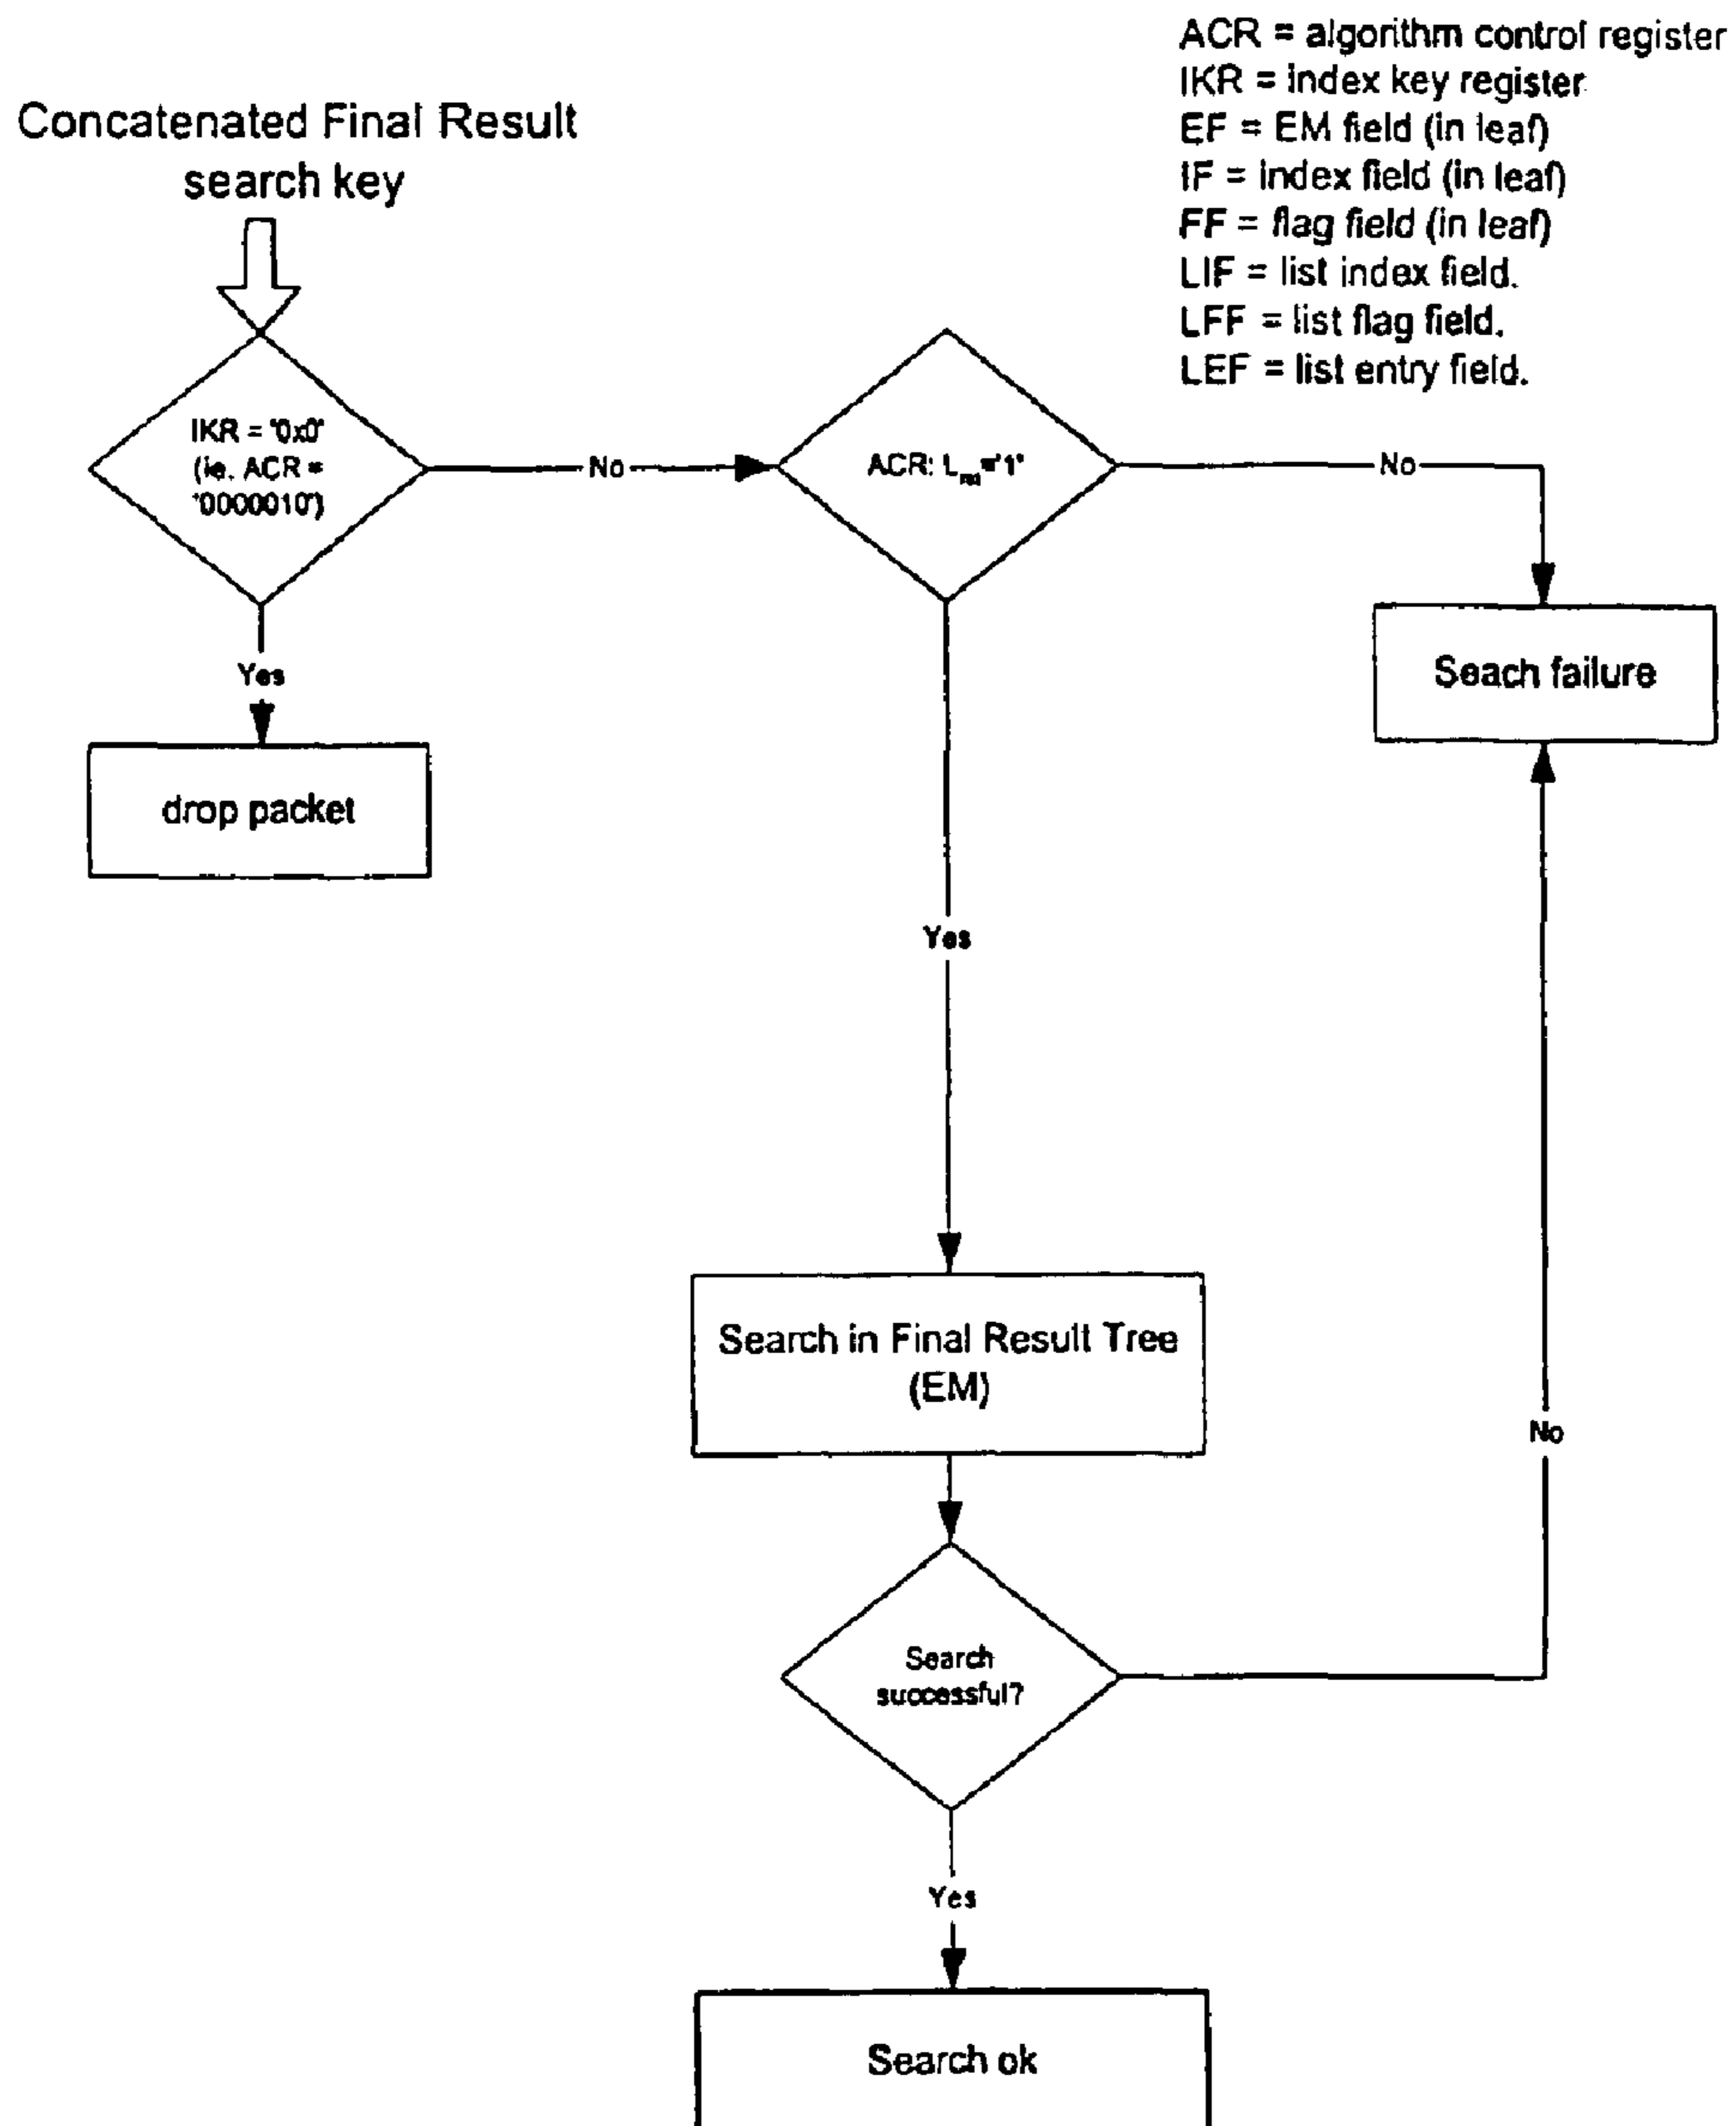 ACR = algorithm control register
IKR = index key register
EF = EM field (in leaf)
IF = index field (in leaf)
FF = flag field (in leaf)
LIF = list index field.
LFF = list flag field.
LEF = list entry field.
Concatenated Final Result
search key
IKR = '0x0'
(ie. ACR =
'0000010')
No
ACR:
No
Yes
Seach failure
drop packet
Yes
Search in Final Result Tree
(EM)
No
Search
successful?
Yes
Search ok